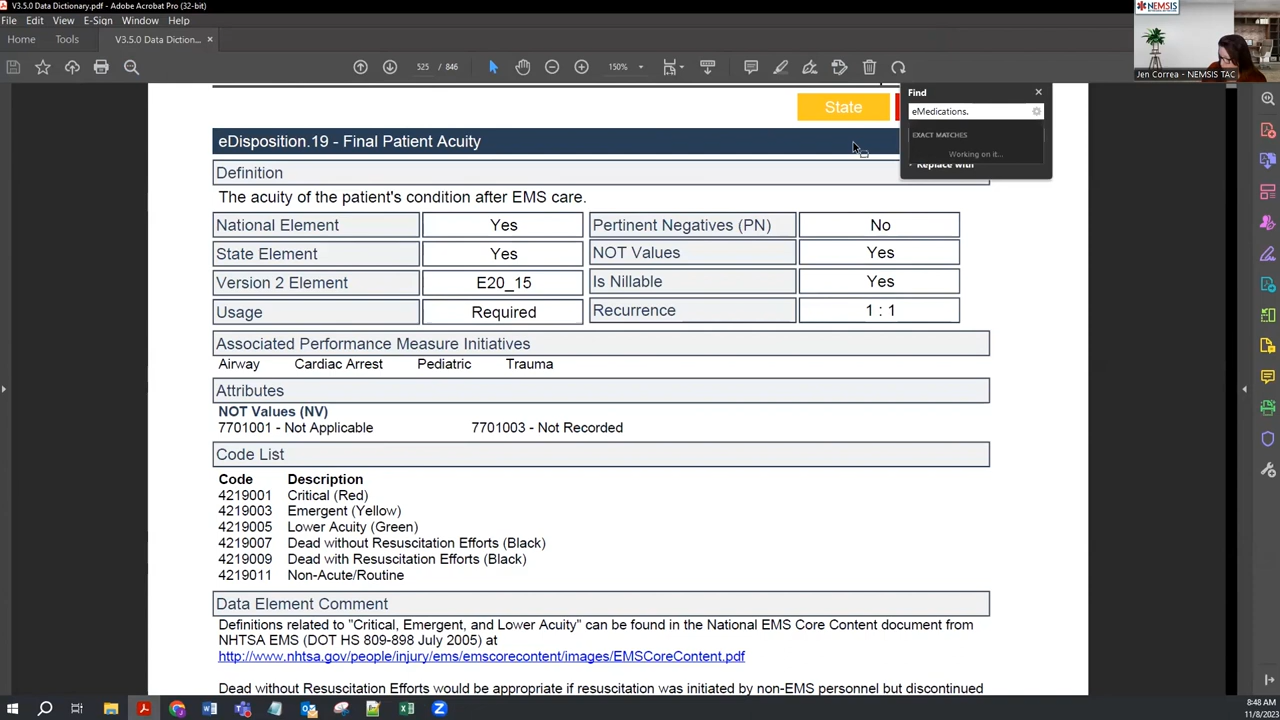 V3.5.0 Data Dictionary.pdf - Adobe Acrobat Pro (32-bit)
File Edit View E-Sign Window Help
Home Tools V3.5.0 Data Diction... ×
525 / 846 150%
NEMSIS
Jen Correa - NEMSIS TAC
Find
eMedications.
EXACT MATCHES
Working on it...
Replace with
State
eDisposition.19 - Final Patient Acuity
Definition
The acuity of the patient's condition after EMS care.
National Element Yes Pertinent Negatives (PN) No
State Element Yes NOT Values Yes
Version 2 Element E20_15 Is Nillable Yes
Usage Required Recurrence 1 : 1
Associated Performance Measure Initiatives
Airway Cardiac Arrest Pediatric Trauma
Attributes
NOT Values (NV)
7701001 - Not Applicable 7701003 - Not Recorded
Code List
Code Description
4219001 Critical (Red)
4219003 Emergent (Yellow)
4219005 Lower Acuity (Green)
4219007 Dead without Resuscitation Efforts (Black)
4219009 Dead with Resuscitation Efforts (Black)
4219011 Non-Acute/Routine
Data Element Comment
Definitions related to "Critical, Emergent, and Lower Acuity" can be found in the National EMS Core Content document from
NHTSA EMS (DOT HS 809-898 July 2005) at
http://www.nhtsa.gov/people/injury/ems/emscorecontent/images/EMSCoreContent.pdf
Dead without Resuscitation Efforts would be appropriate if resuscitation was initiated by non-EMS personnel but discontinued
8:48 AM
11/8/2023